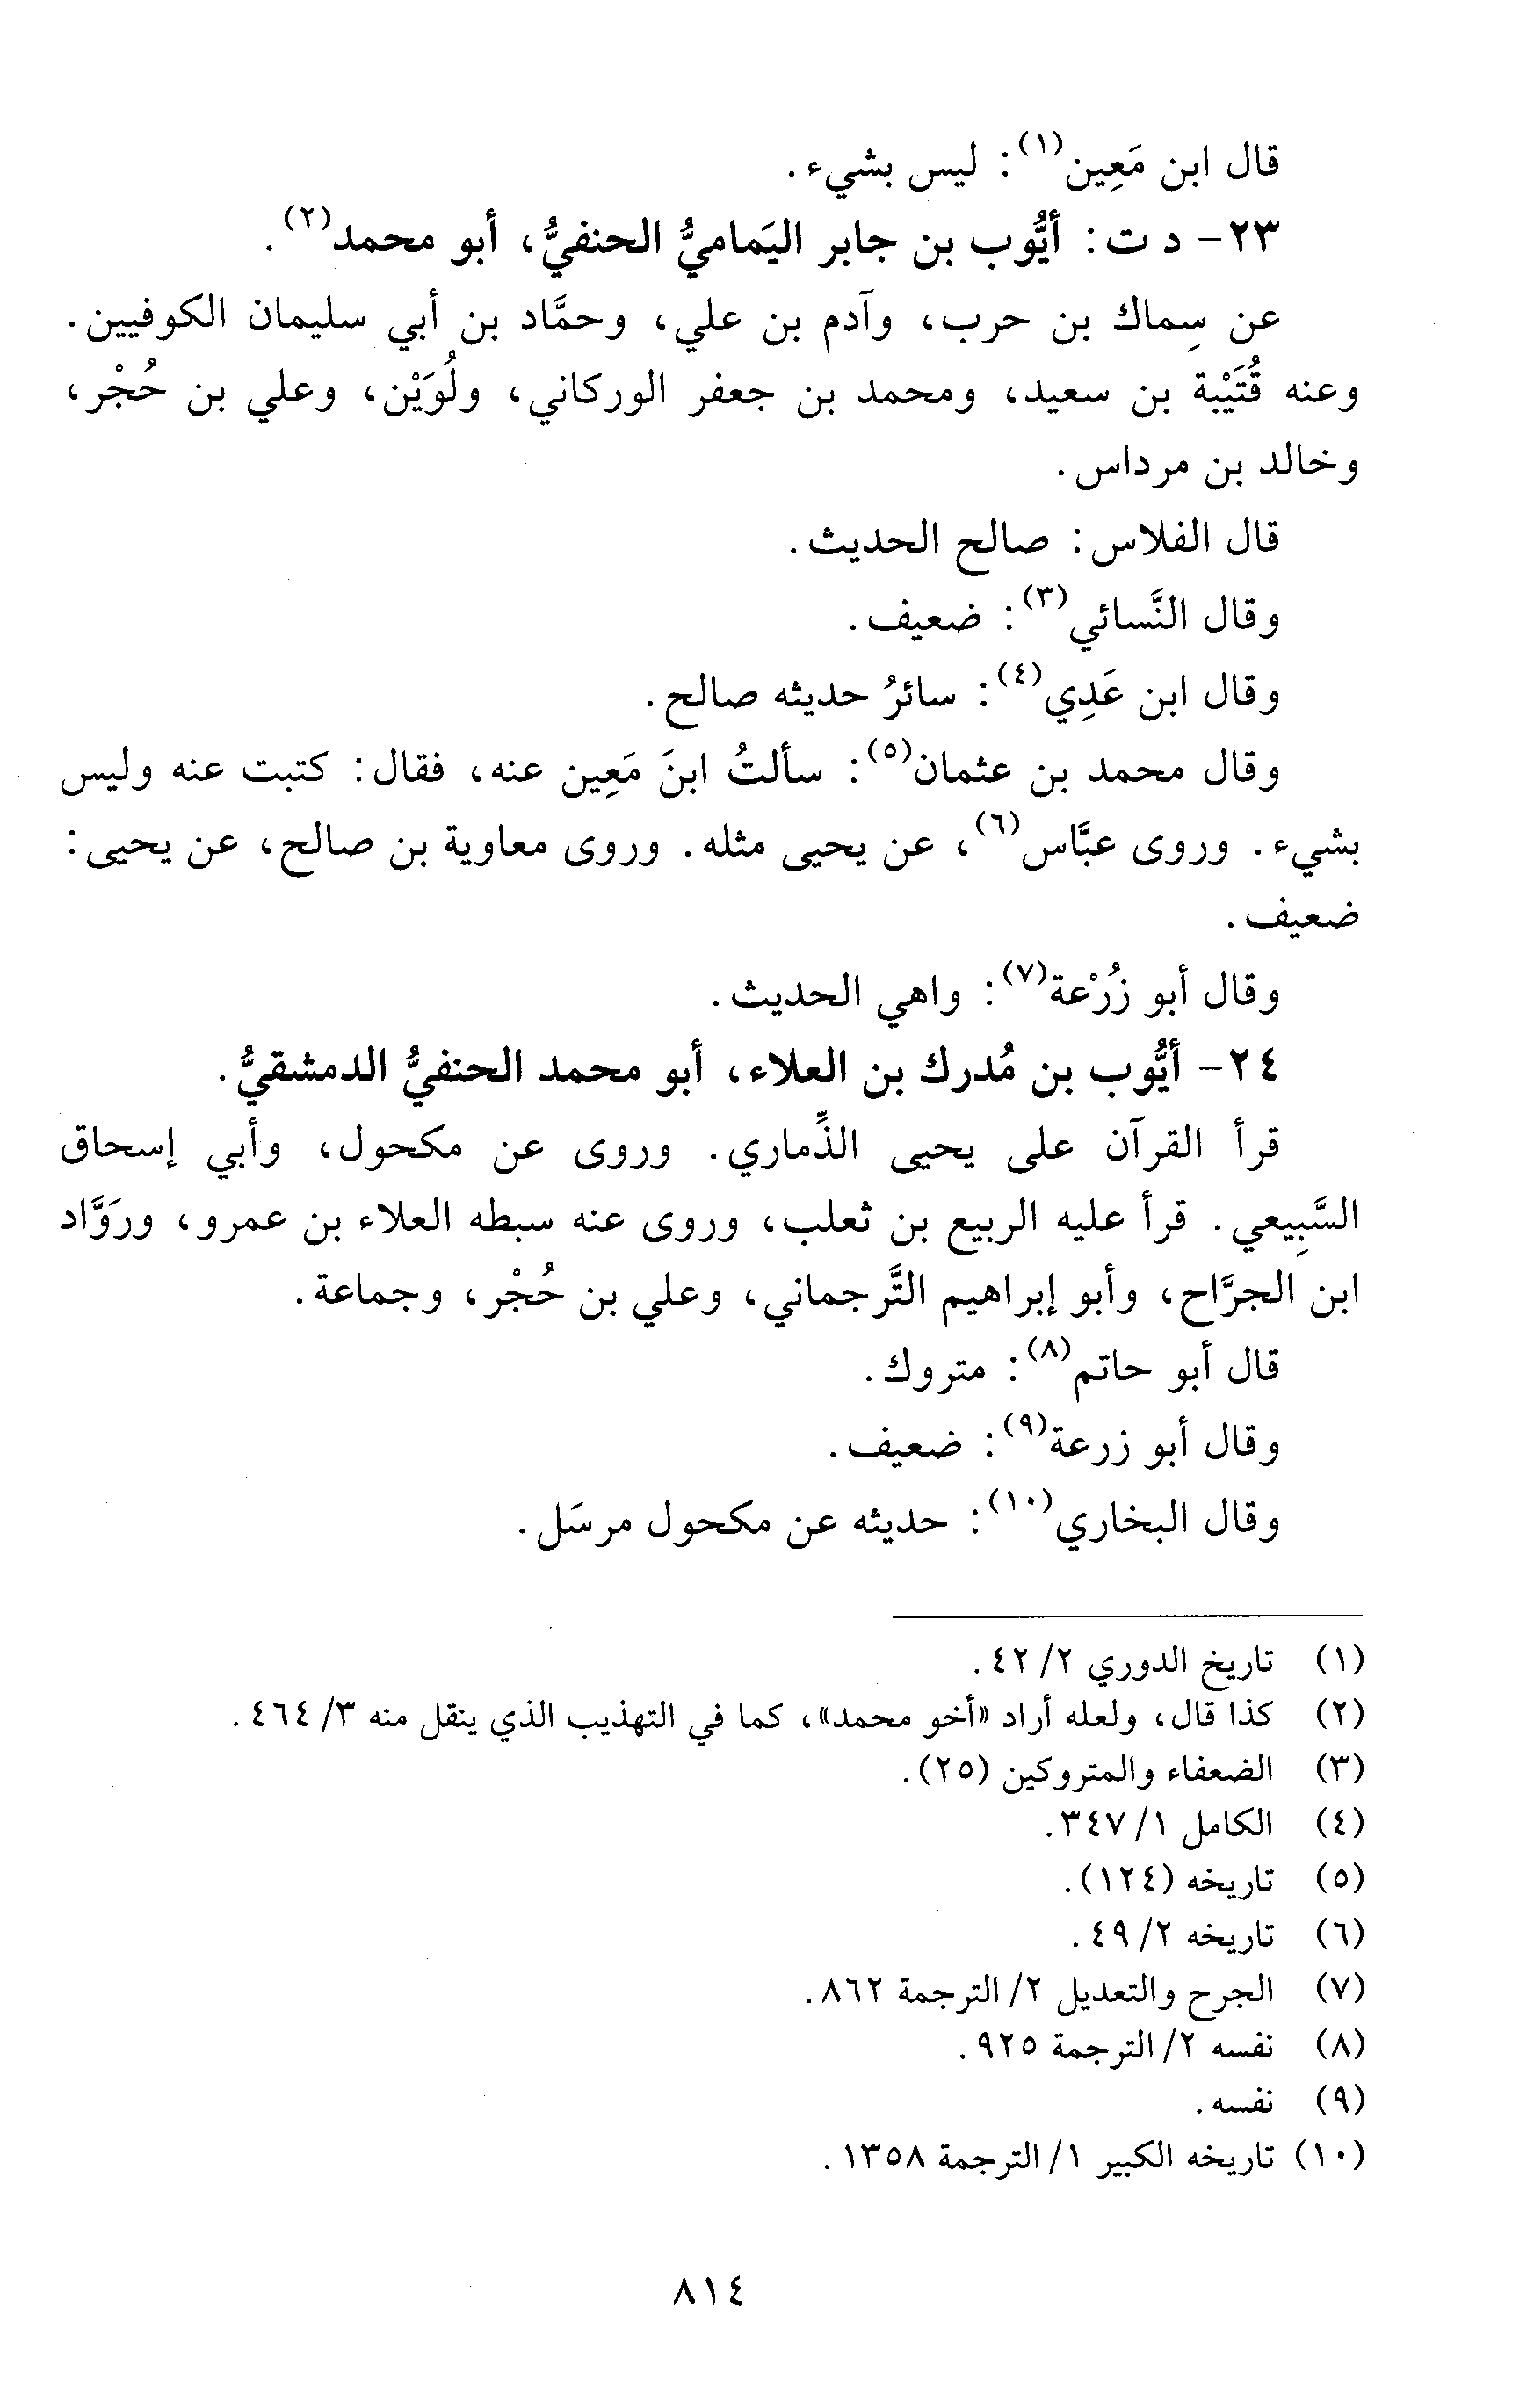 قال ابن مَعِين(١): ليس بشيء.
٢٣- د ت: أيُّوب بن جابر اليَماميُّ الحنفيُّ، أبو محمد(٢).
عن سِماك بن حرب، وآدم بن علي، وحمَّاد بن أبي سليمان الكوفيين.
وعنه قُتَيْبة بن سعيد، ومحمد بن جعفر الوركاني، ولُوَيْن، وعلي بن حُجْر،
وخالد بن مرداس.
قال الفلاس: صالح الحديث.
وقال النَّسائي(٣): ضعيف.
وقال ابن عَدِي(٤): سائرُ حديثه صالح.
وقال محمد بن عثمان(٥): سألتُ ابنَ مَعِين عنه، فقال: كتبت عنه وليس
بشيء. وروى عبَّاس(٦)، عن يحيى مثله. وروى معاوية بن صالح، عن يحيى:
ضعيف.
وقال أبو زُرْعة(٧): واهي الحديث.
٢٤- أيُّوب بن مُدرك بن العلاء، أبو محمد الحنفيُّ الدمشقيُّ.
قرأ القرآن على يحيى الذِّماري. وروى عن مكحول، وأبي إسحاق
السَّبِيعي. قرأ عليه الربيع بن ثعلب، وروى عنه سبطه العلاء بن عمرو، ورَوَّاد
ابن الجرَّاح، وأبو إبراهيم التَّرجماني، وعلي بن حُجْر، وجماعة.
قال أبو حاتم(٨): متروك.
وقال أبو زرعة(٩): ضعيف.
وقال البخاري(١٠): حديثه عن مكحول مرسَل.
(١) تاريخ الدوري ٢/ ٤٢.
(٢) كذا قال، ولعله أراد «أخو محمد»، كما في التهذيب الذي ينقل منه ٣/ ٤٦٤.
(٣) الضعفاء والمتروكين (٢٥).
(٤) الكامل ١/ ٣٤٧.
(٥) تاريخه (١٢٤).
(٦) تاريخه ٢/ ٤٩.
(٧) الجرح والتعديل ٢/ الترجمة ٨٦٢.
(٨) نفسه ٢/ الترجمة ٩٢٥.
(٩) نفسه.
(١٠) تاريخه الكبير ١/ الترجمة ١٣٥٨.
٨١٤